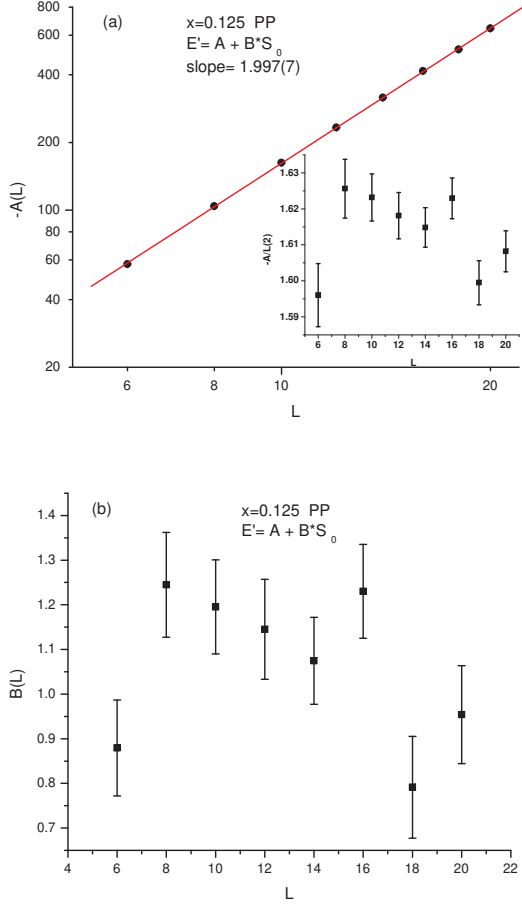 (a)
x=0.125 PP
E'= A + B*S₀
slope= 1.997(7)
800
600
400
200
100
80
60
40
20
-A(L)
6
8
10
20
L
1.63
1.62
1.61
1.60
1.59
-A/L(2)
6 8 10 12 14 16 18 20
L
(b)
x=0.125 PP
E'= A + B*S₀
1.4
1.3
1.2
1.1
1.0
0.9
0.8
0.7
B(L)
4 6 8 10 12 14 16 18 20 22
L